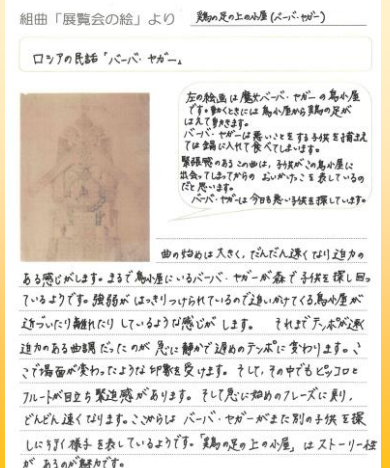 組曲「展覧会の絵」より 鶏の足の上の小屋(バーバ・ヤガー)
ロシアの民話「バーバ・ヤガー」
左の絵画は魔女バーバ・ヤガーの鳥小屋
です。動くときには鳥小屋から鶏の足が
はえて動きます。
バーバ・ヤガーは悪いことをする子供を捕まえ
ては鍋に入れて食べてしまいます。
緊張感のあるこの曲は、子供がこの鳥小屋に
出会ってしまってからのおいかけっこを表しているの
だと思います。
バーバ・ヤガーは今日も悪い子供を探しています。
曲の始めは大きく、だんだん速くなり迫力の
ある感じがします。まるで鳥小屋にいるバーバ・ヤガーが森で子供を探し回っ
ているようです。強弱がはっきりつけられているので追いかけてくる鳥小屋が
近づいたり離れたりしているような感じがします。 それまでテンポが速く
迫力のある曲調だったのが急に静かで遅めのテンポに変わります。こ
こで場面が変わったような印象を受けます。そして、その中でもピッコロと
フルートが目立ち緊迫感があります。そして急に始めのフレーズに戻り、
どんどん速くなります。ここからはバーバ・ヤガーがまた別の子供を探
しに行く様子を表しているようです。「鶏の足の上の小屋」はストーリー性
があるのが魅力です。